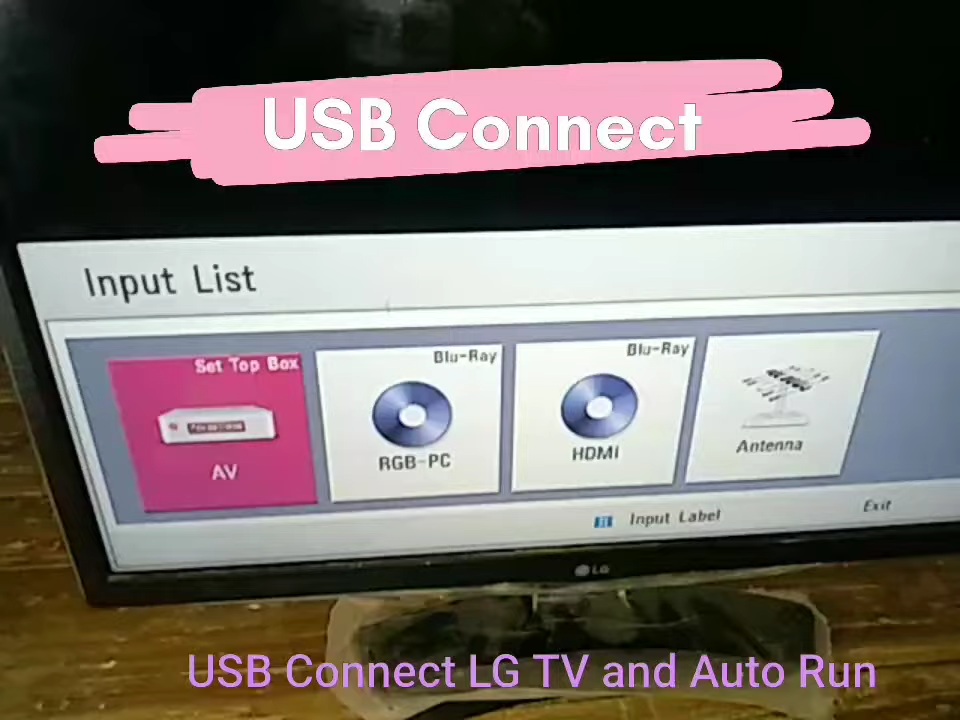 USB Connect
Input List
Set Top Box
AV
Blu-Ray
RGB-PC
Blu-Ray
HDMI
Antenna
Input Label
Exit
LG
USB Connect LG TV and Auto Run